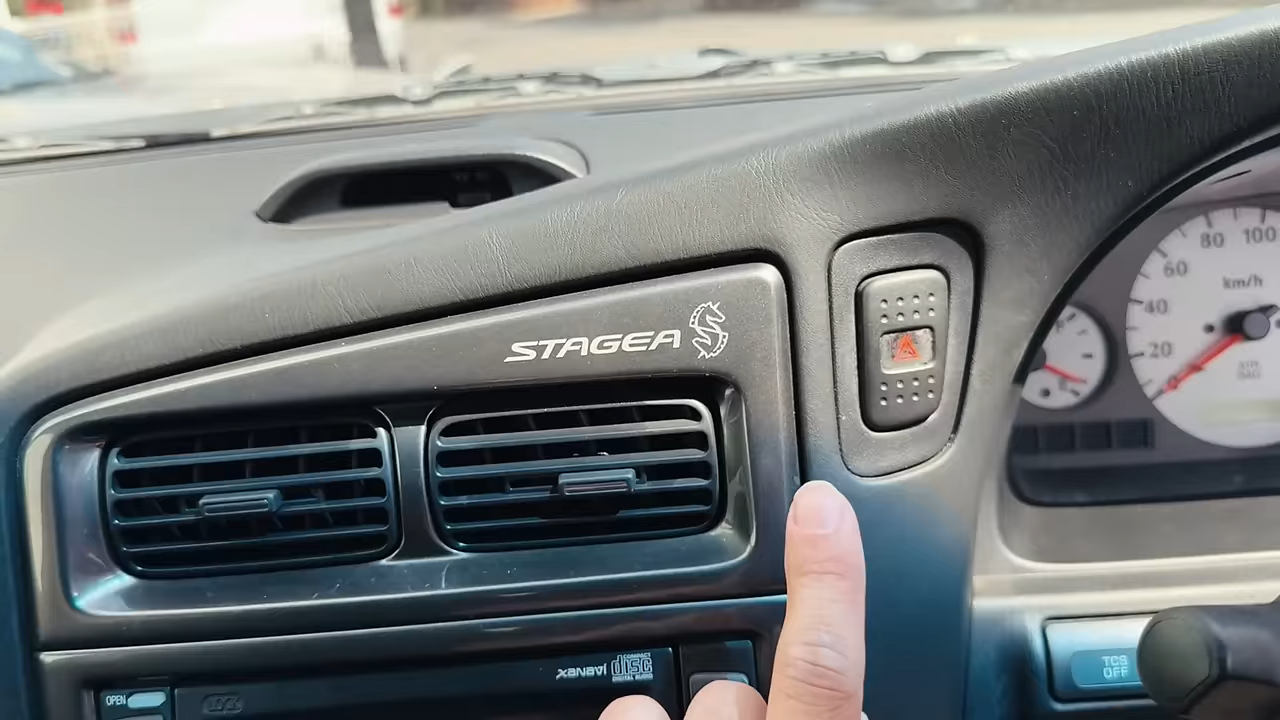 STAGEA
80 100
60
km/h
40
20
xanavi COMPACT disc DIGITAL AUDIO
OPEN
TCS
OFF